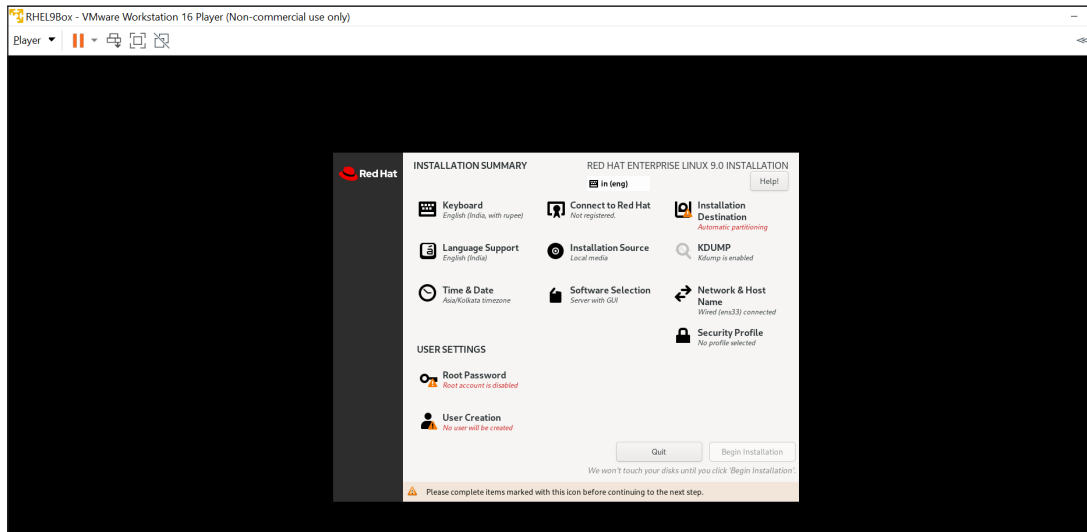 RHEL9Box - VMware Workstation 16 Player (Non-commercial use only)
Player
Red Hat
INSTALLATION SUMMARY
RED HAT ENTERPRISE LINUX 9.0 INSTALLATION
in (eng)
Help!
Keyboard
English (India, with rupee)
Connect to Red Hat
Not registered.
Installation
Destination
Automatic partitioning
Language Support
English (India)
Installation Source
Local media
KDUMP
Kdump is enabled
Time & Date
Asia/Kolkata timezone
Software Selection
Server with GUI
Network & Host
Name
Wired (ens33) connected
Security Profile
No profile selected
USER SETTINGS
Root Password
Root account is disabled
User Creation
No user will be created
Quit
Begin Installation
We won't touch your disks until you click 'Begin Installation'.
Please complete items marked with this icon before continuing to the next step.